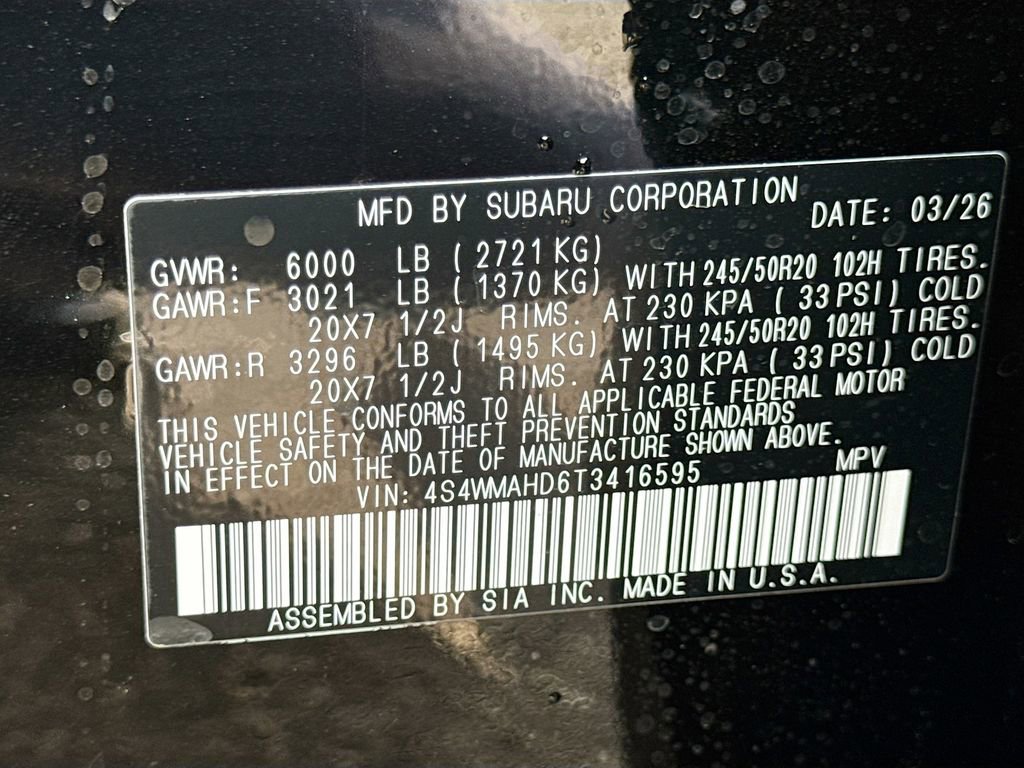 MFD BY SUBARU CORPORATION DATE: 03/26
GVWR: 6000 LB ( 2721 KG)
GAWR:F 3021 LB ( 1370 KG) WITH 245/50R20 102H TIRES.
20X7 1/2J RIMS. AT 230 KPA ( 33 PSI) COLD
GAWR:R 3296 LB ( 1495 KG) WITH 245/50R20 102H TIRES.
20X7 1/2J RIMS. AT 230 KPA ( 33 PSI) COLD
THIS VEHICLE CONFORMS TO ALL APPLICABLE FEDERAL MOTOR
VEHICLE SAFETY AND THEFT PREVENTION STANDARDS
IN EFFECT ON THE DATE OF MANUFACTURE SHOWN ABOVE.
VIN: 4S4WMAHD6T3416595 MPV
ASSEMBLED BY SIA INC. MADE IN U.S.A.